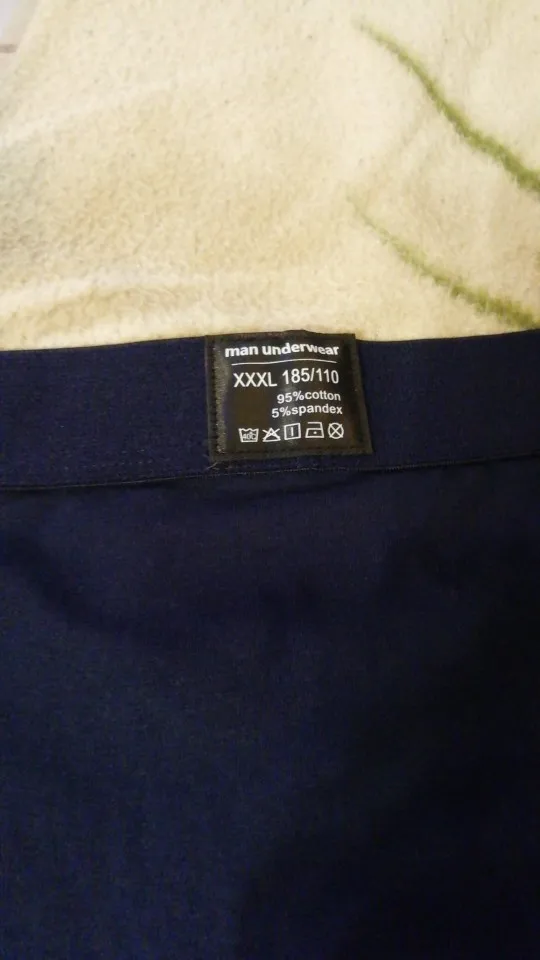 man underwear
XXXL 185/110
95%cotton
5%spandex